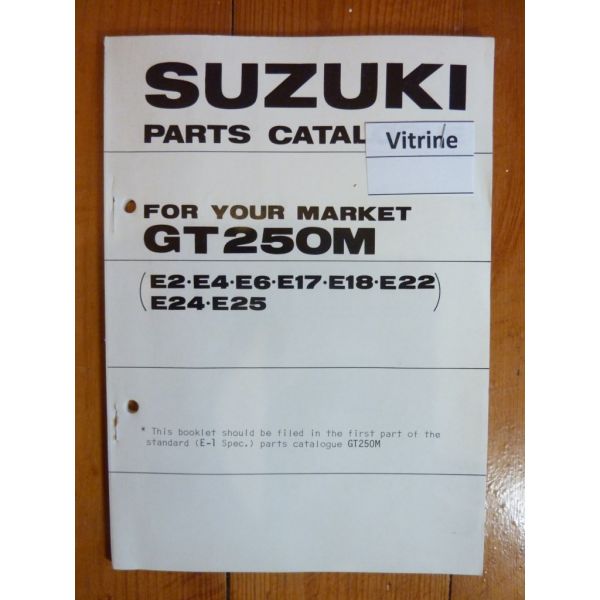 SUZUKI
PARTS CATAL
Vitrine
FOR YOUR MARKET
GT250M
(E2·E4·E6·E17·E18·E22
E24·E25)
* This booklet should be filed in the first part of the
standard (E-1 Spec.) parts catalogue GT250M